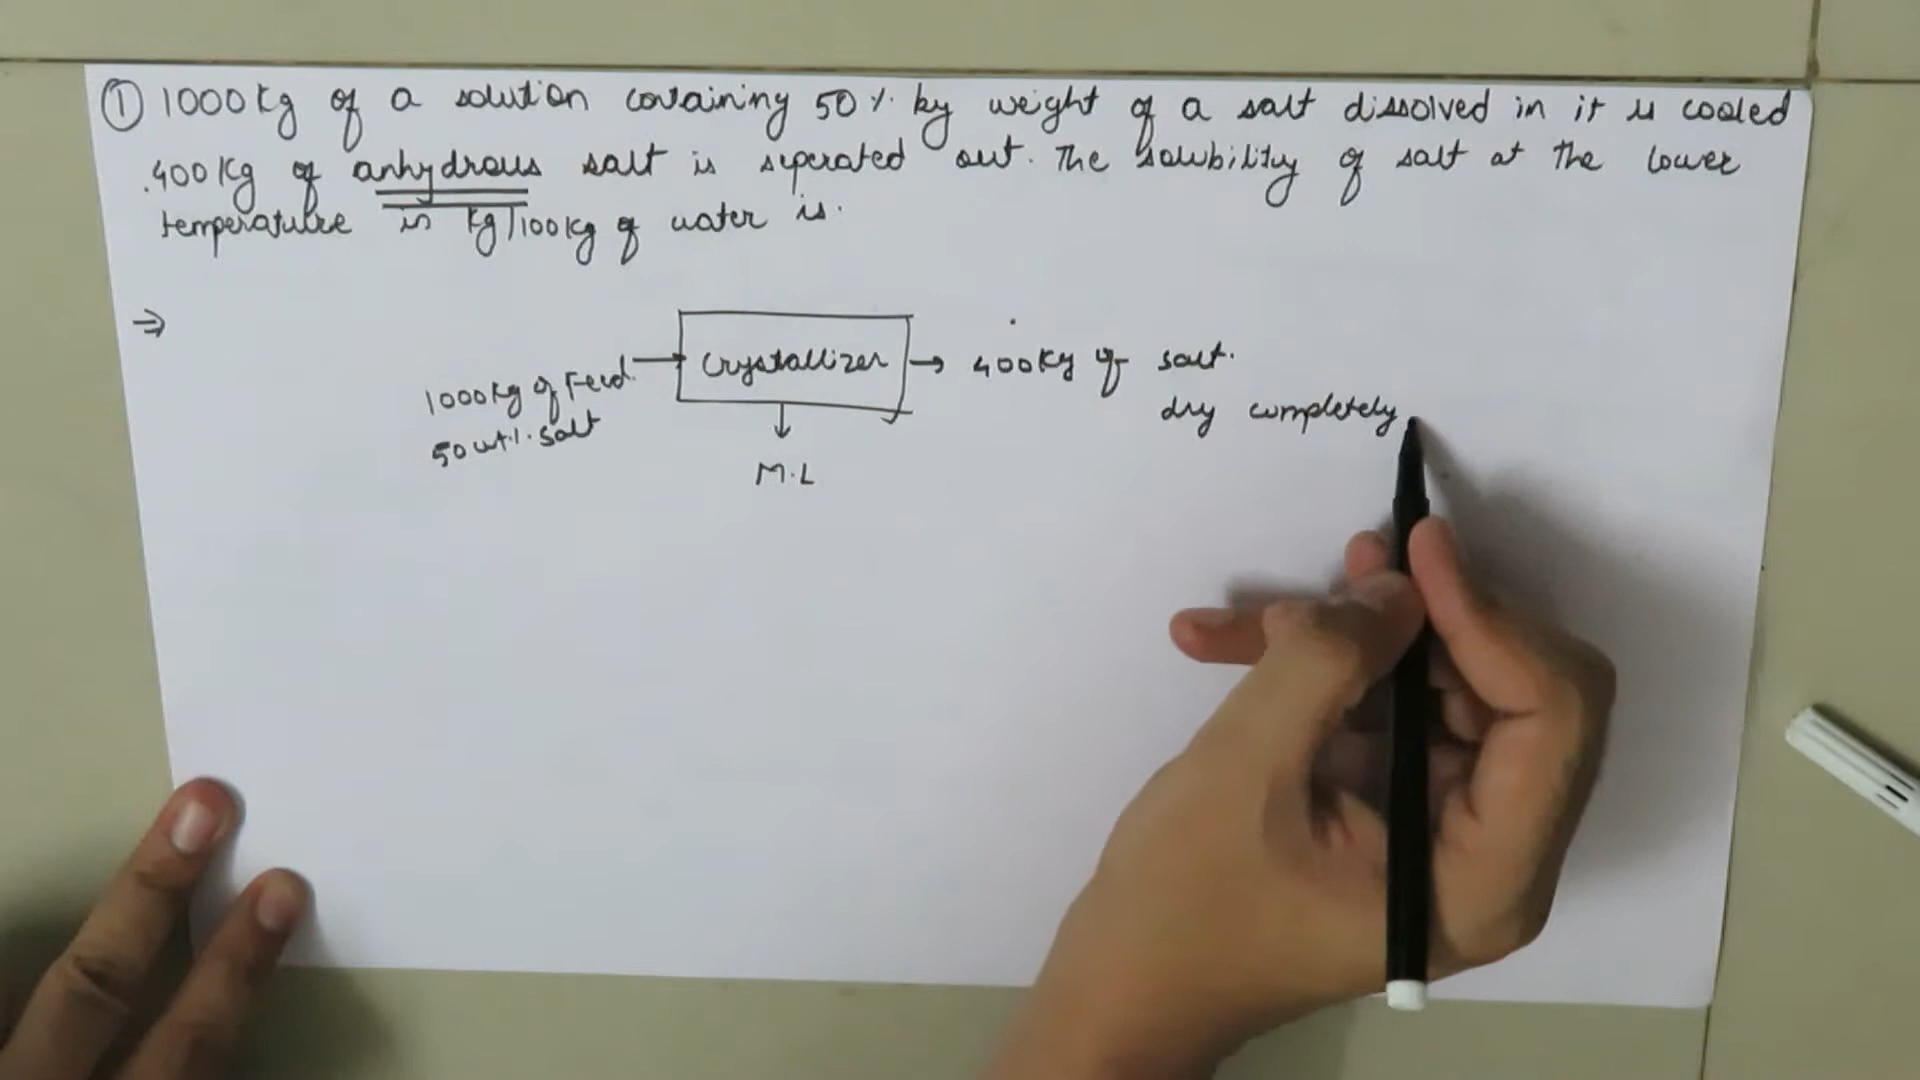 ① 1000 Kg of a solution containing 50 % by weight of a salt dissolved in it is cooled
.400 Kg of anhydrous salt is seperated out. The solubility of salt at the lower
temperature in Kg/100 Kg of water is.
⇒
Crystallizer
→ 400 Kg of salt.
dry completely
1000 Kg of Feed.
50 wt%. salt
M.L